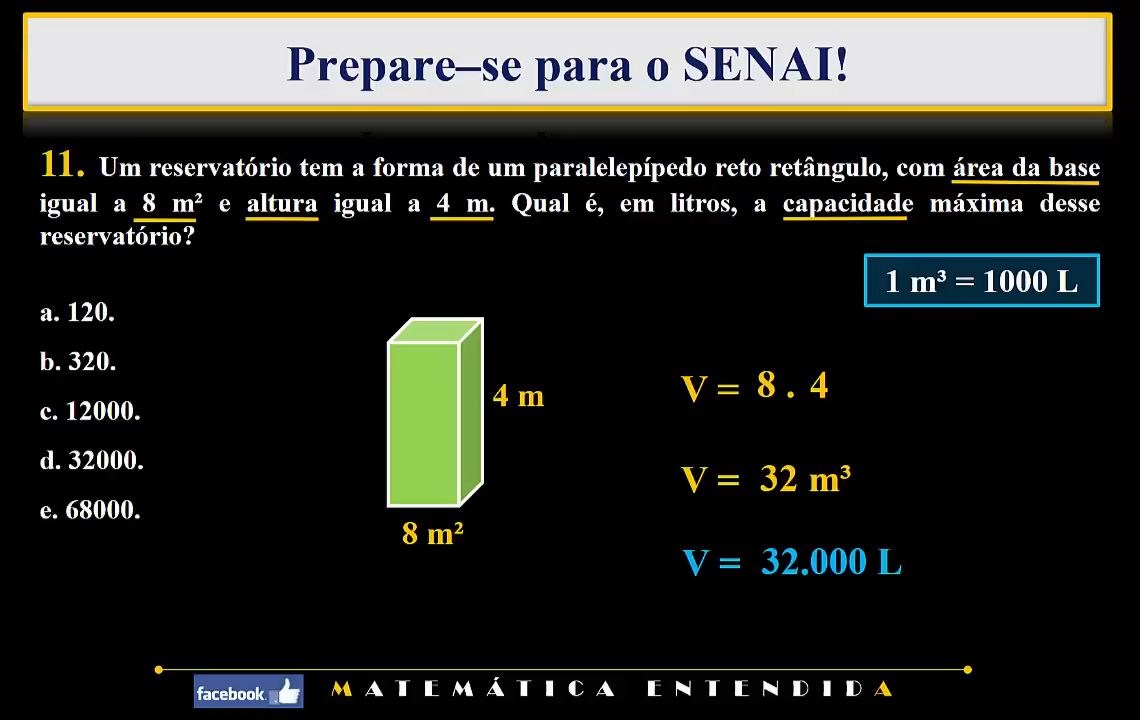 Prepare–se para o SENAI!
11. Um reservatório tem a forma de um paralelepípedo reto retângulo, com área da base
igual a 8 m² e altura igual a 4 m. Qual é, em litros, a capacidade máxima desse
reservatório?
1 m³ = 1000 L
a. 120.
b. 320.
c. 12000.
d. 32000.
e. 68000.
4 m
8 m²
V = 8 . 4
V = 32 m³
V = 32.000 L
facebook.
MATEMÁTICA ENTENDIDA